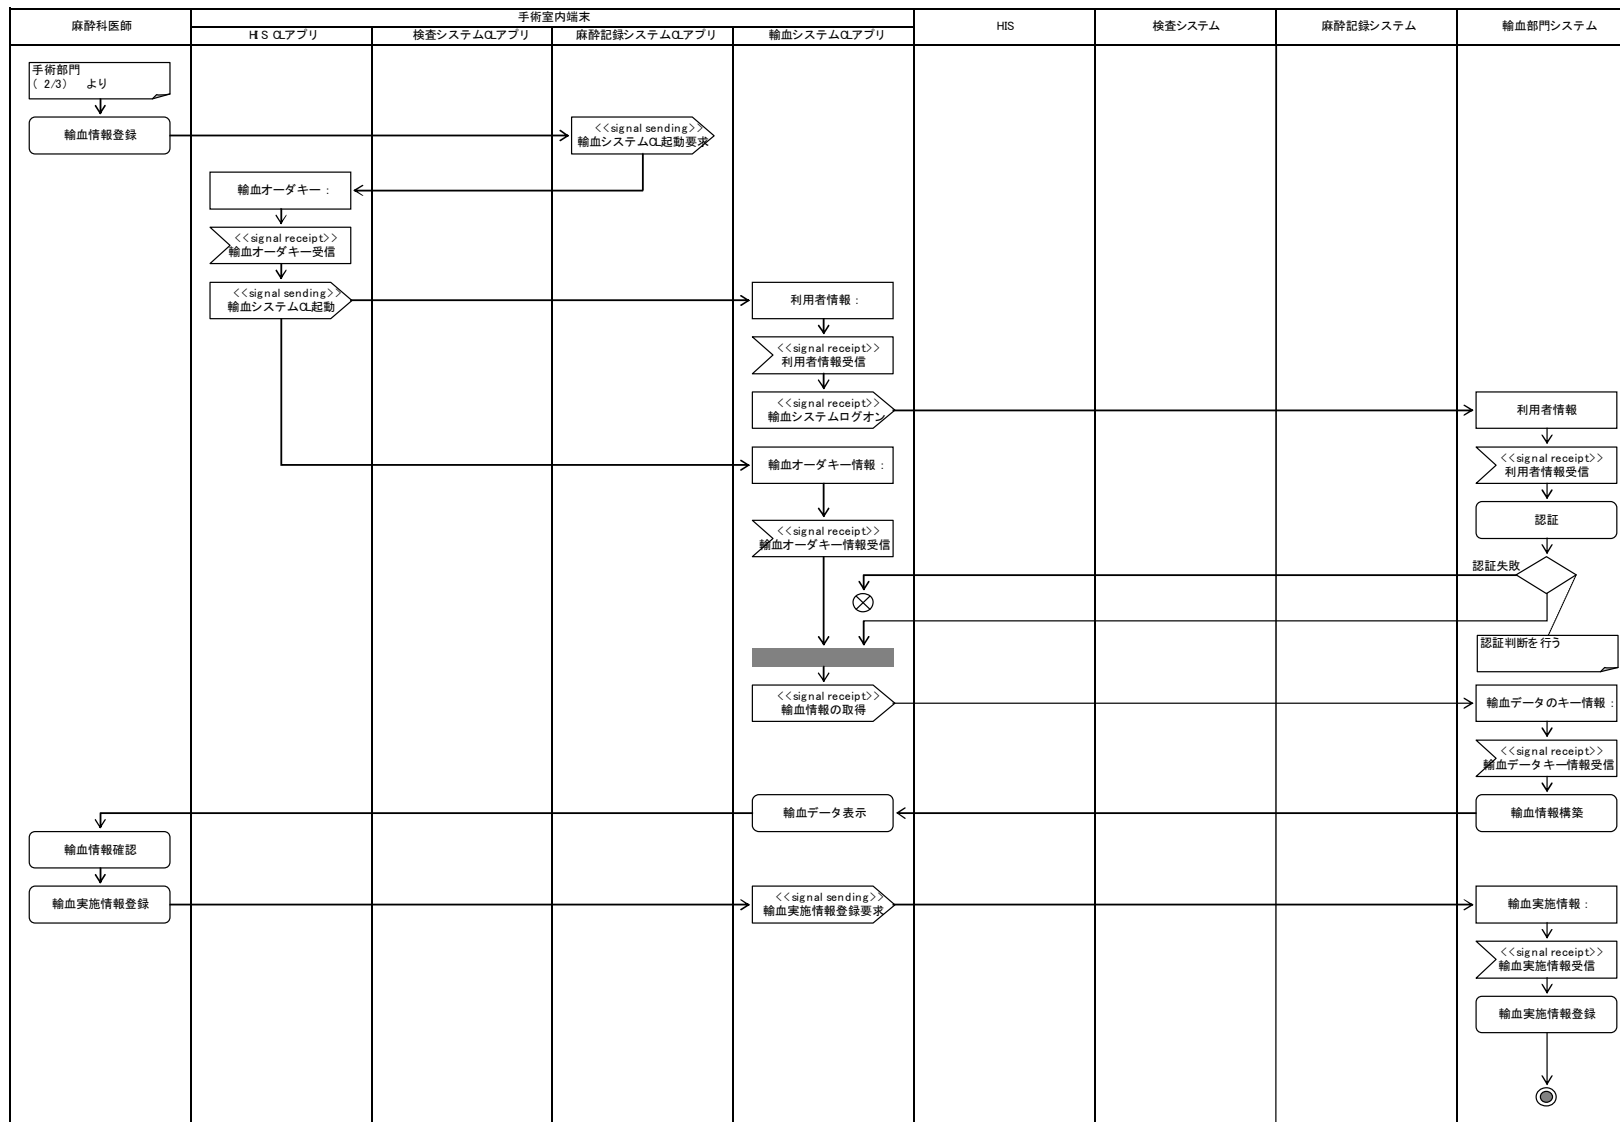 麻酔科医師
手術室内端末
HIS CLアプリ
検査システムCLアプリ
麻酔記録システムCLアプリ
輸血システムCLアプリ
HIS
検査システム
麻酔記録システム
輸血部門システム
手術部門
( 2/3) より
輸血情報登録
<<signal sending>>
輸血システムCL起動要求
輸血オーダキー：
<<signal receipt>>
輸血オーダキー受信
<<signal sending>>
輸血システムCL起動
利用者情報：
<<signal receipt>>
利用者情報受信
<<signal receipt>>
輸血システムログオン
利用者情報
輸血オーダキー情報：
<<signal receipt>>
利用者情報受信
<<signal receipt>>
輸血オーダキー情報受信
認証
認証失敗
認証判断を行う
<<signal receipt>>
輸血情報の取得
輸血データのキー情報：
<<signal receipt>>
輸血データキー情報受信
輸血データ表示
輸血情報構築
輸血情報確認
輸血実施情報登録
<<signal sending>>
輸血実施情報登録要求
輸血実施情報：
<<signal receipt>>
輸血実施情報受信
輸血実施情報登録